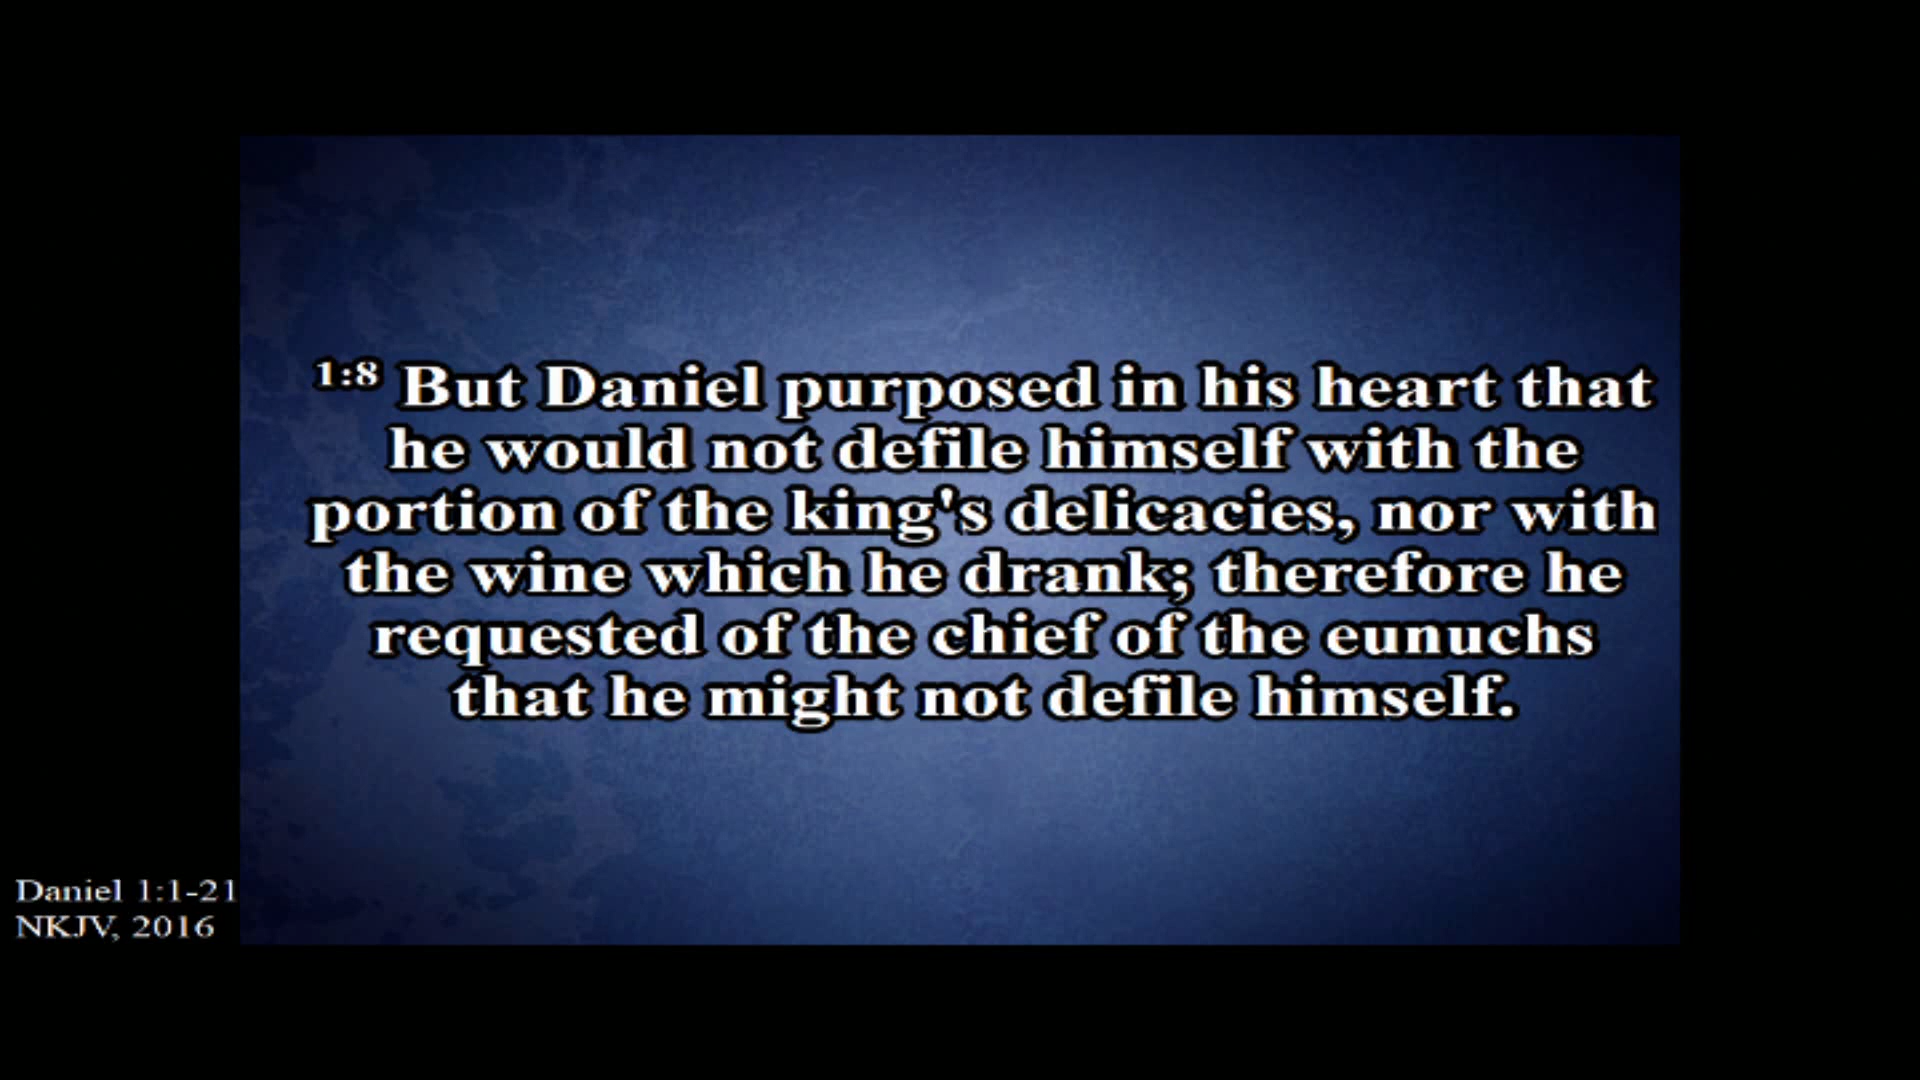 1:8 But Daniel purposed in his heart that
he would not defile himself with the
portion of the king's delicacies, nor with
the wine which he drank; therefore he
requested of the chief of the eunuchs
that he might not defile himself.
Daniel 1:1-21
NKJV, 2016